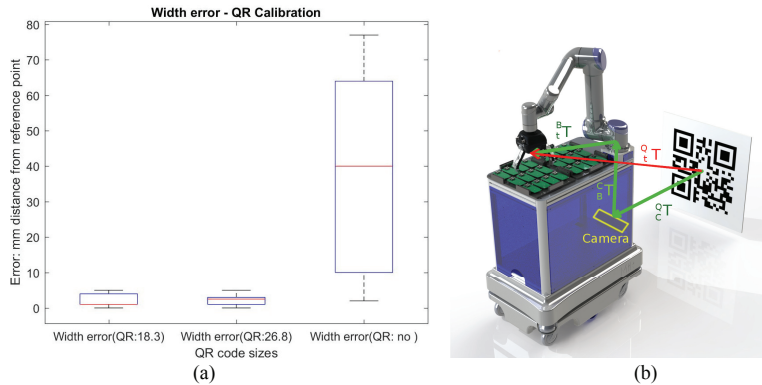 Width error - QR Calibration
Error: mm distance from reference point
80
70
60
50
40
30
20
10
0
Width error(QR:18.3)
Width error(QR:26.8)
Width error(QR: no )
QR code sizes
(a)
B
t
T
Q
t
T
C
B
T
Q
C
T
Camera
(b)